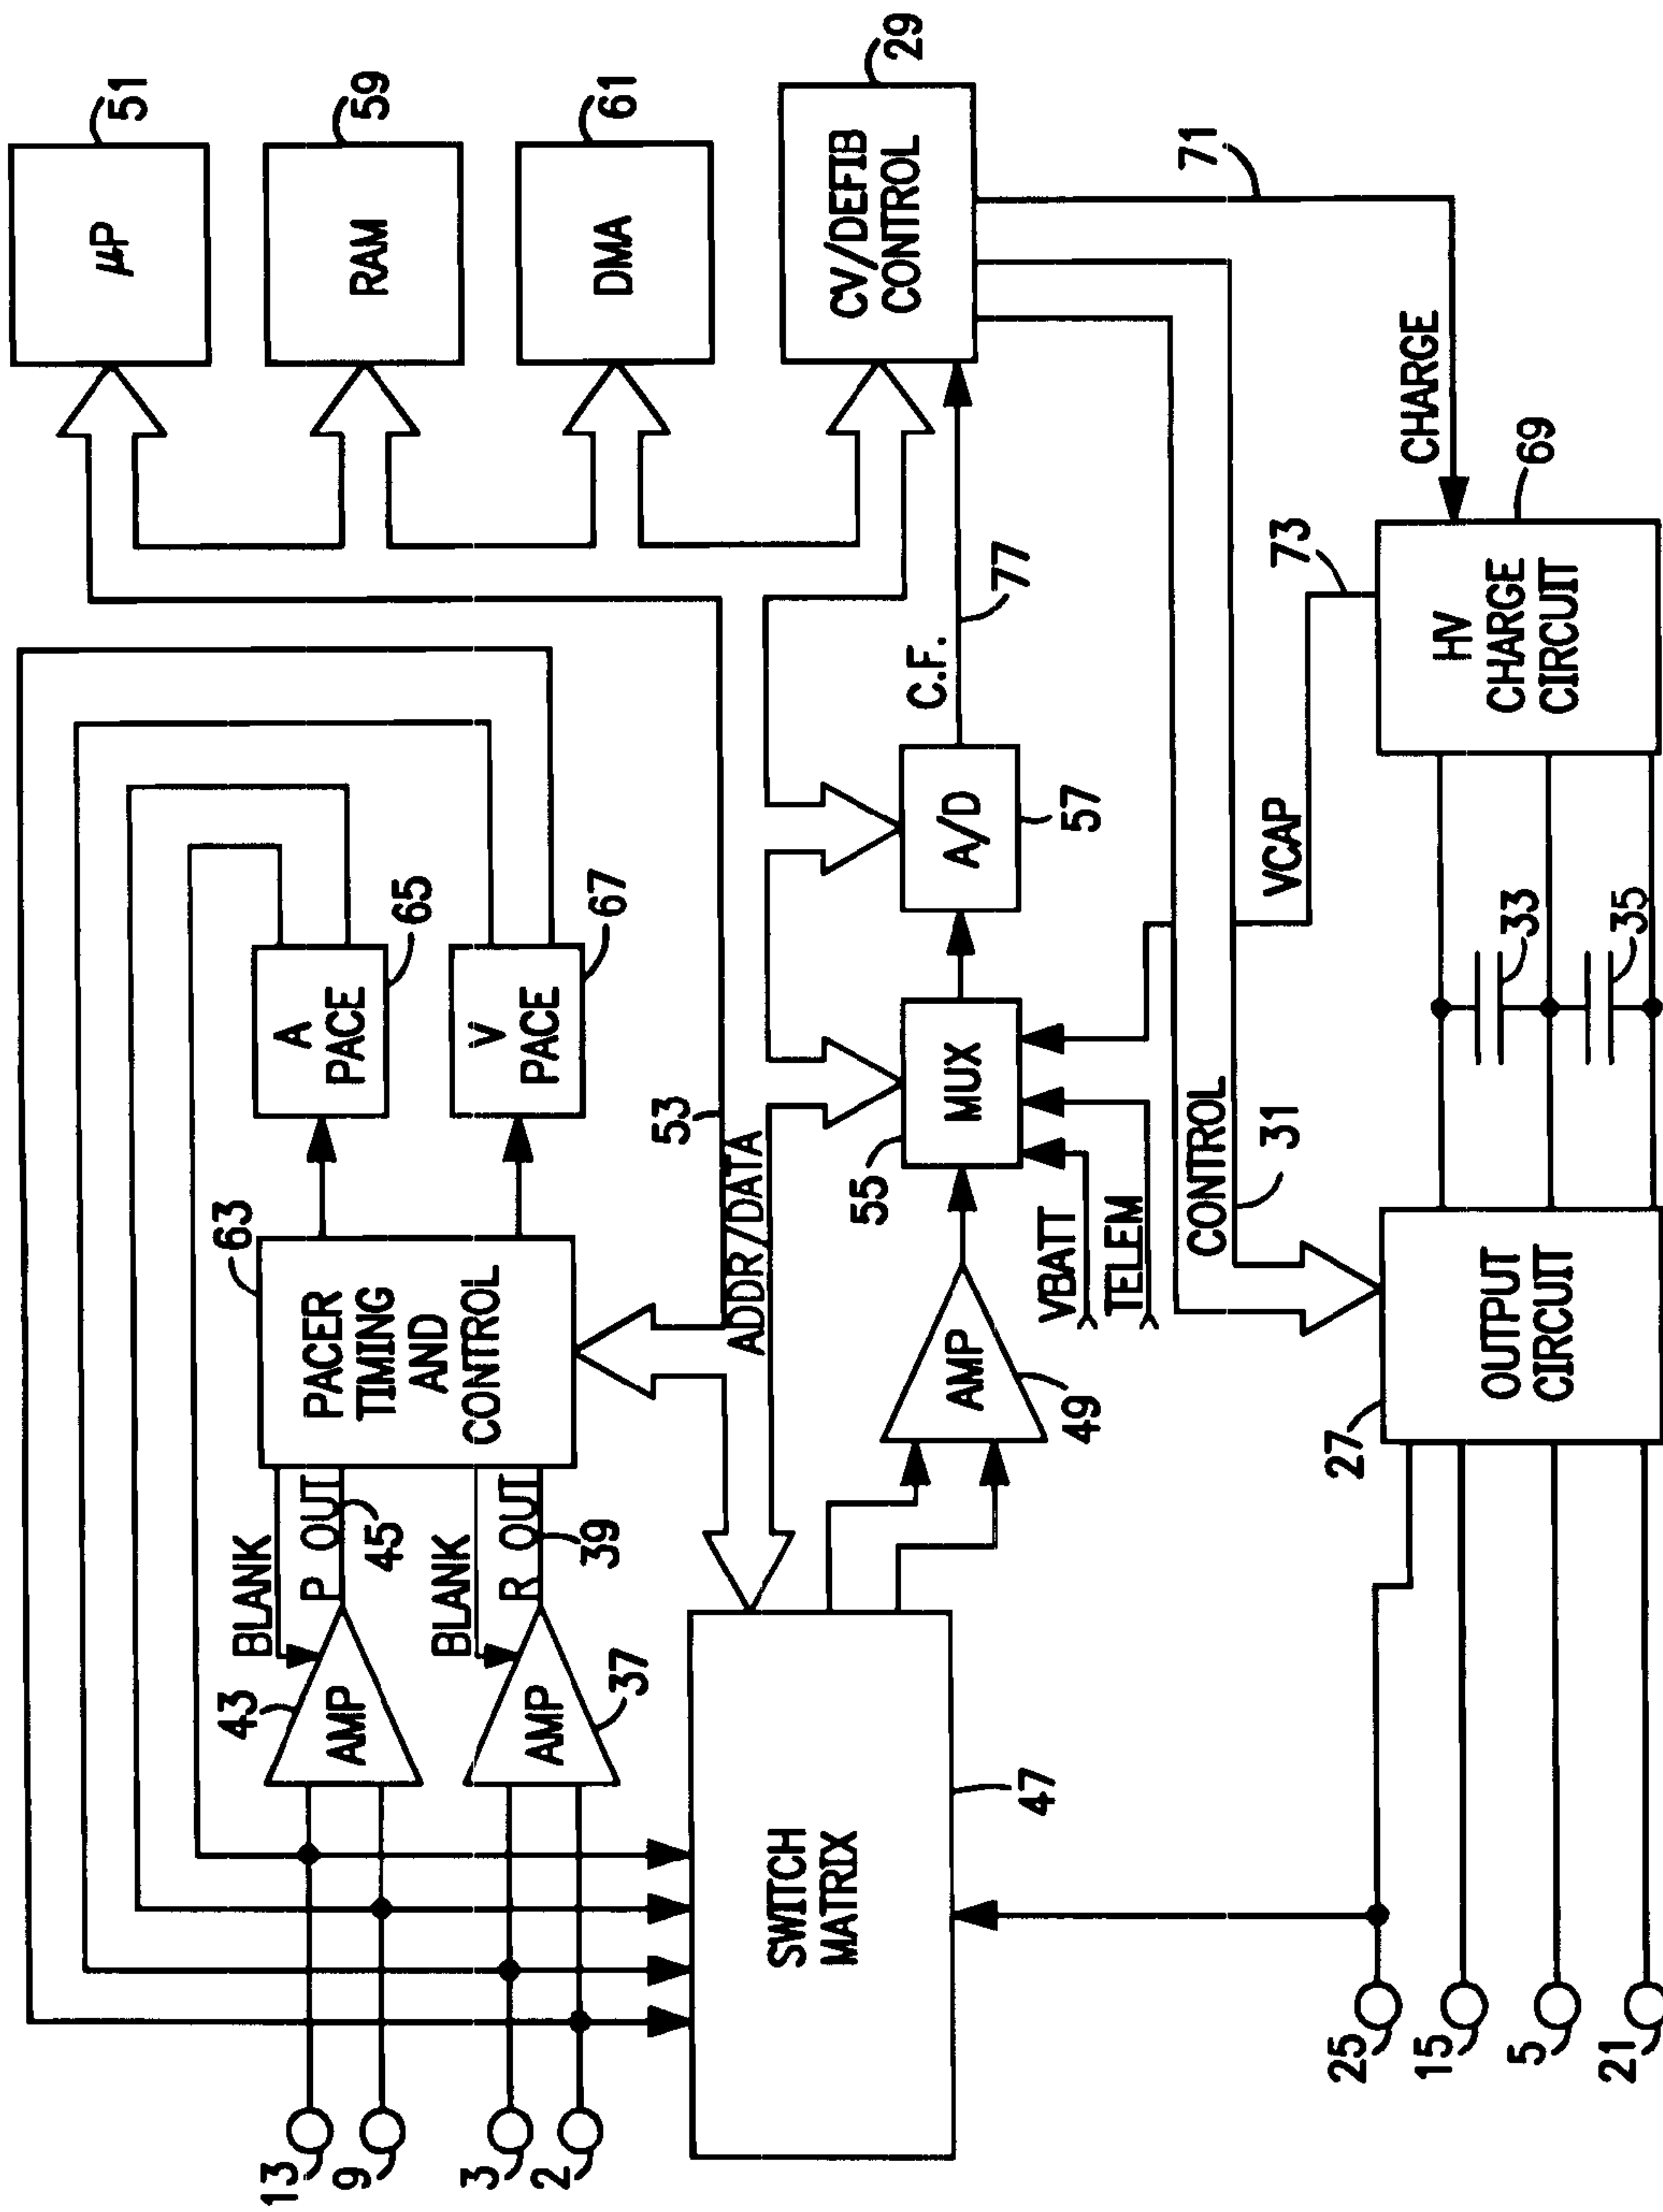 51
µP
59
RAM
61
DMA
29
CV/DEFIB
CONTROL
71
CHARGE
69
HV
CHARGE
CIRCUIT
73
VCAP
77
C.F.
A/D
57
A
PACE
65
V
PACE
67
53
ADDR/DATA
55
MUX
VBATT
TELEM
CONTROL
31
33
35
63
PACER
TIMING
AND
CONTROL
BLANK
P OUT
45
BLANK
R OUT
39
43
AMP
AMP
37
AMP
49
SWITCH
MATRIX
47
27
OUTPUT
CIRCUIT
13
9
3
2
25
15
5
21